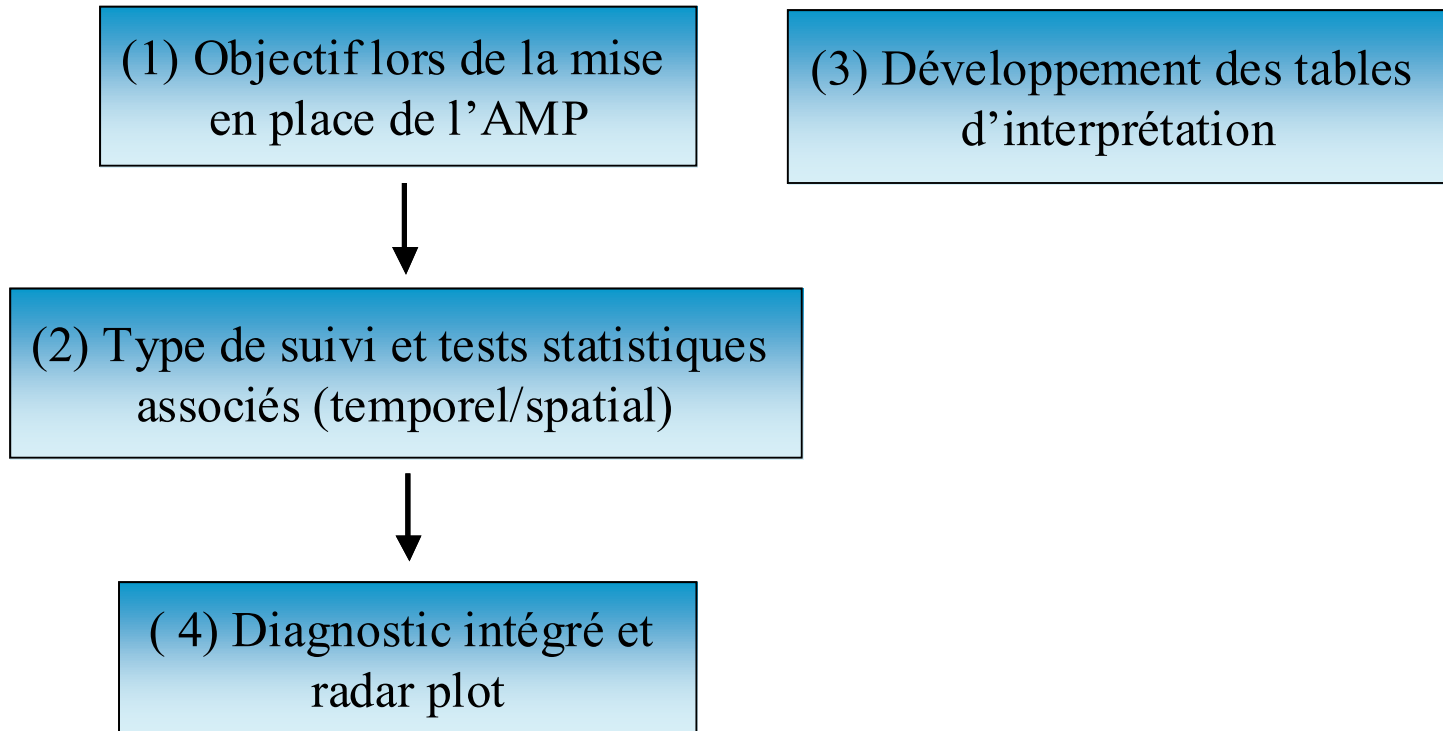 (1) Objectif lors de la mise
en place de l’AMP
(3) Développement des tables
d’interprétation
(2) Type de suivi et tests statistiques
associés (temporel/spatial)
( 4) Diagnostic intégré et
radar plot